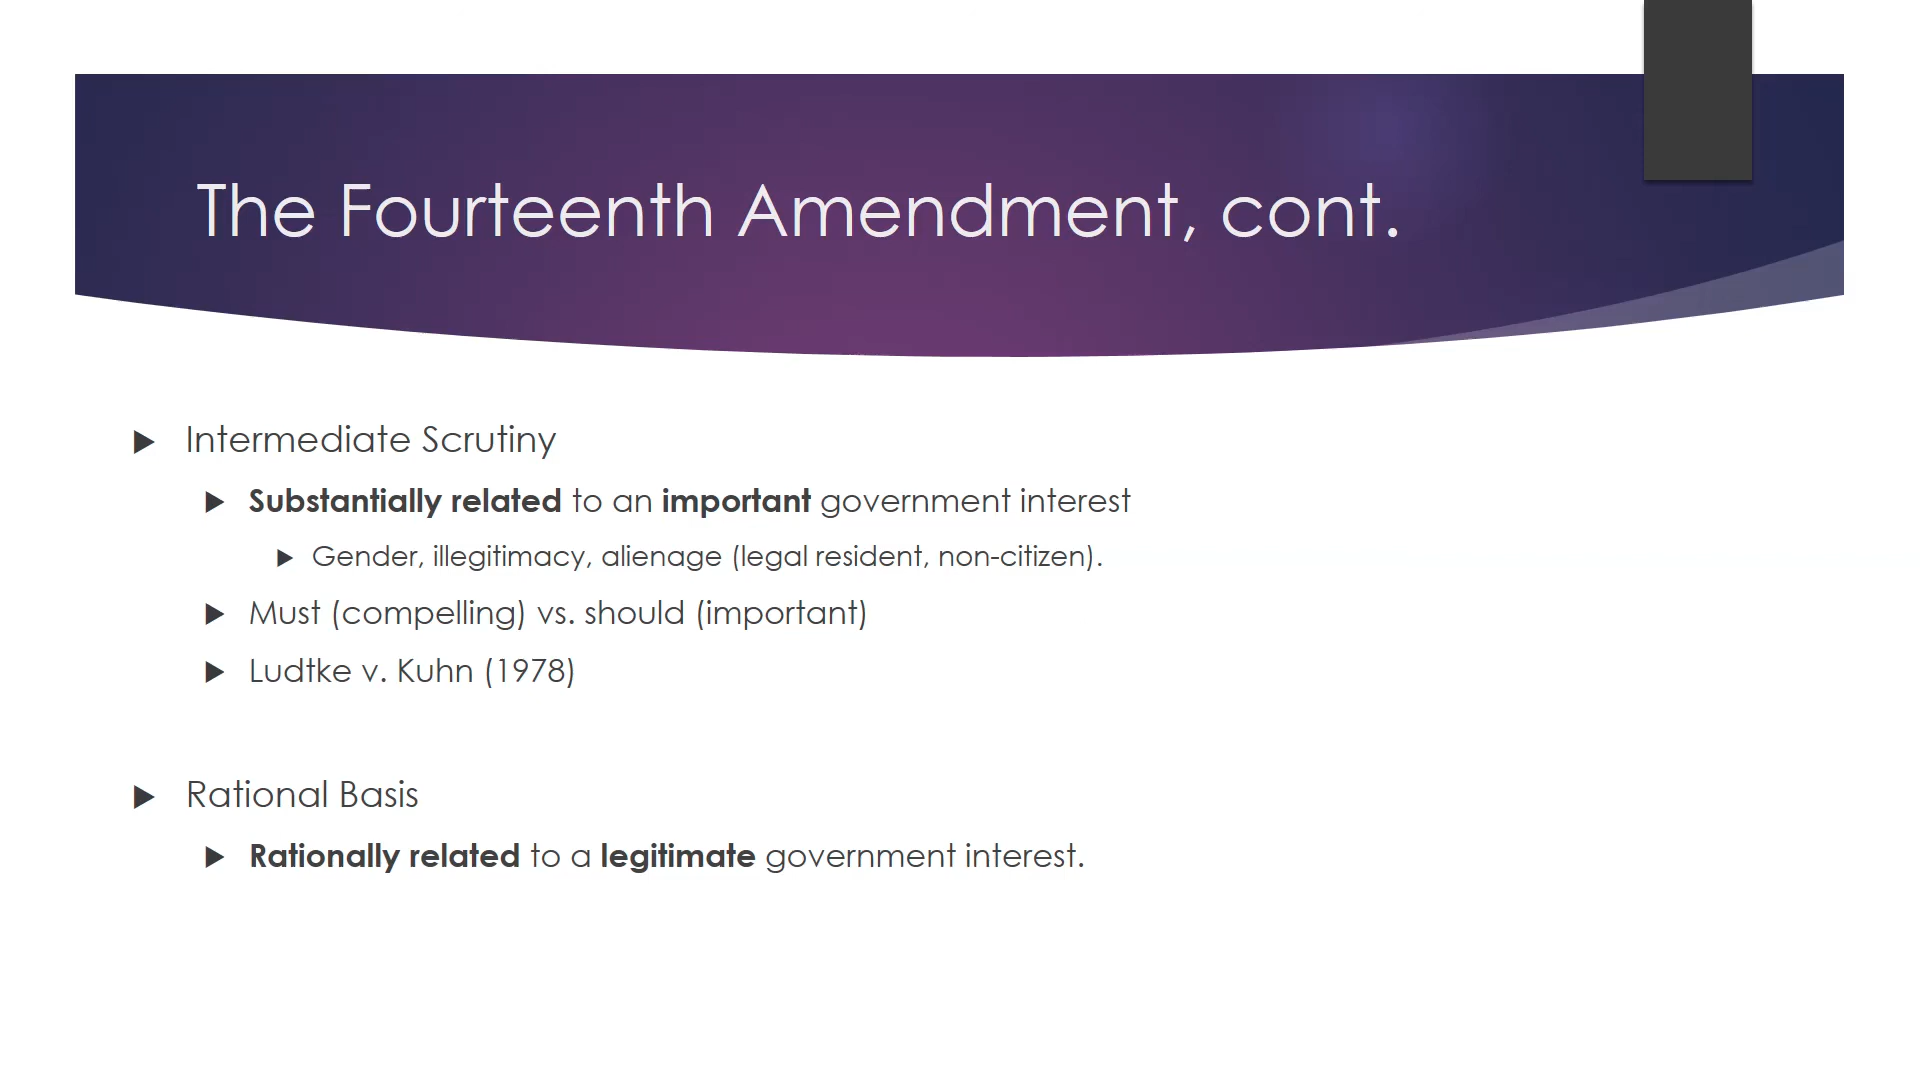 The Fourteenth Amendment, cont.
Intermediate Scrutiny
Substantially related to an important government interest
Gender, illegitimacy, alienage (legal resident, non-citizen).
Must (compelling) vs. should (important)
Ludtke v. Kuhn (1978)
Rational Basis
Rationally related to a legitimate government interest.